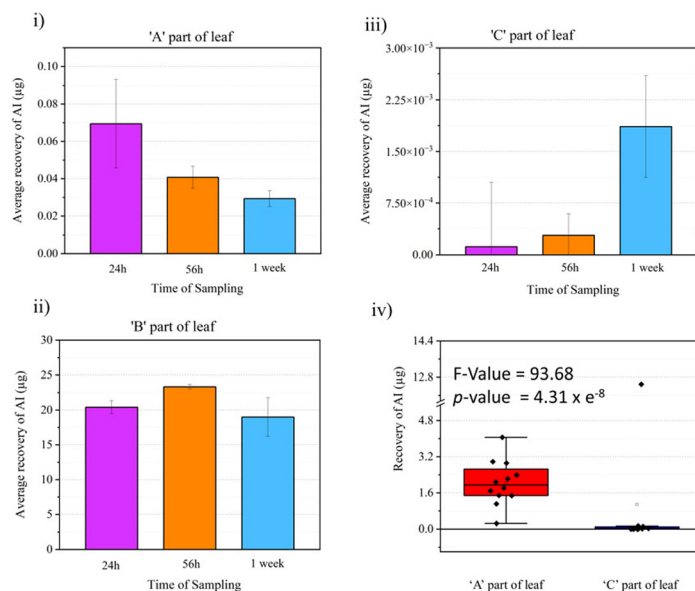 i)
'A' part of leaf
Average recovery of AI (µg)
0.10
0.08
0.06
0.04
0.02
0.00
24h
56h
1 week
Time of Sampling
ii)
'B' part of leaf
Average recovery of AI (µg)
30
25
20
15
10
5
0
24h
56h
1 week
Time of Sampling
iii)
'C' part of leaf
Average recovery of AI (µg)
3.00×10⁻³
2.25×10⁻³
1.50×10⁻³
7.50×10⁻⁴
0.00
24h
56h
1 week
Time of Sampling
iv)
Recovery of AI (µg)
14.4
12.8
4.8
3.2
1.6
0.0
F-Value = 93.68
p-value = 4.31 x e⁻⁸
'A' part of leaf
'C' part of leaf